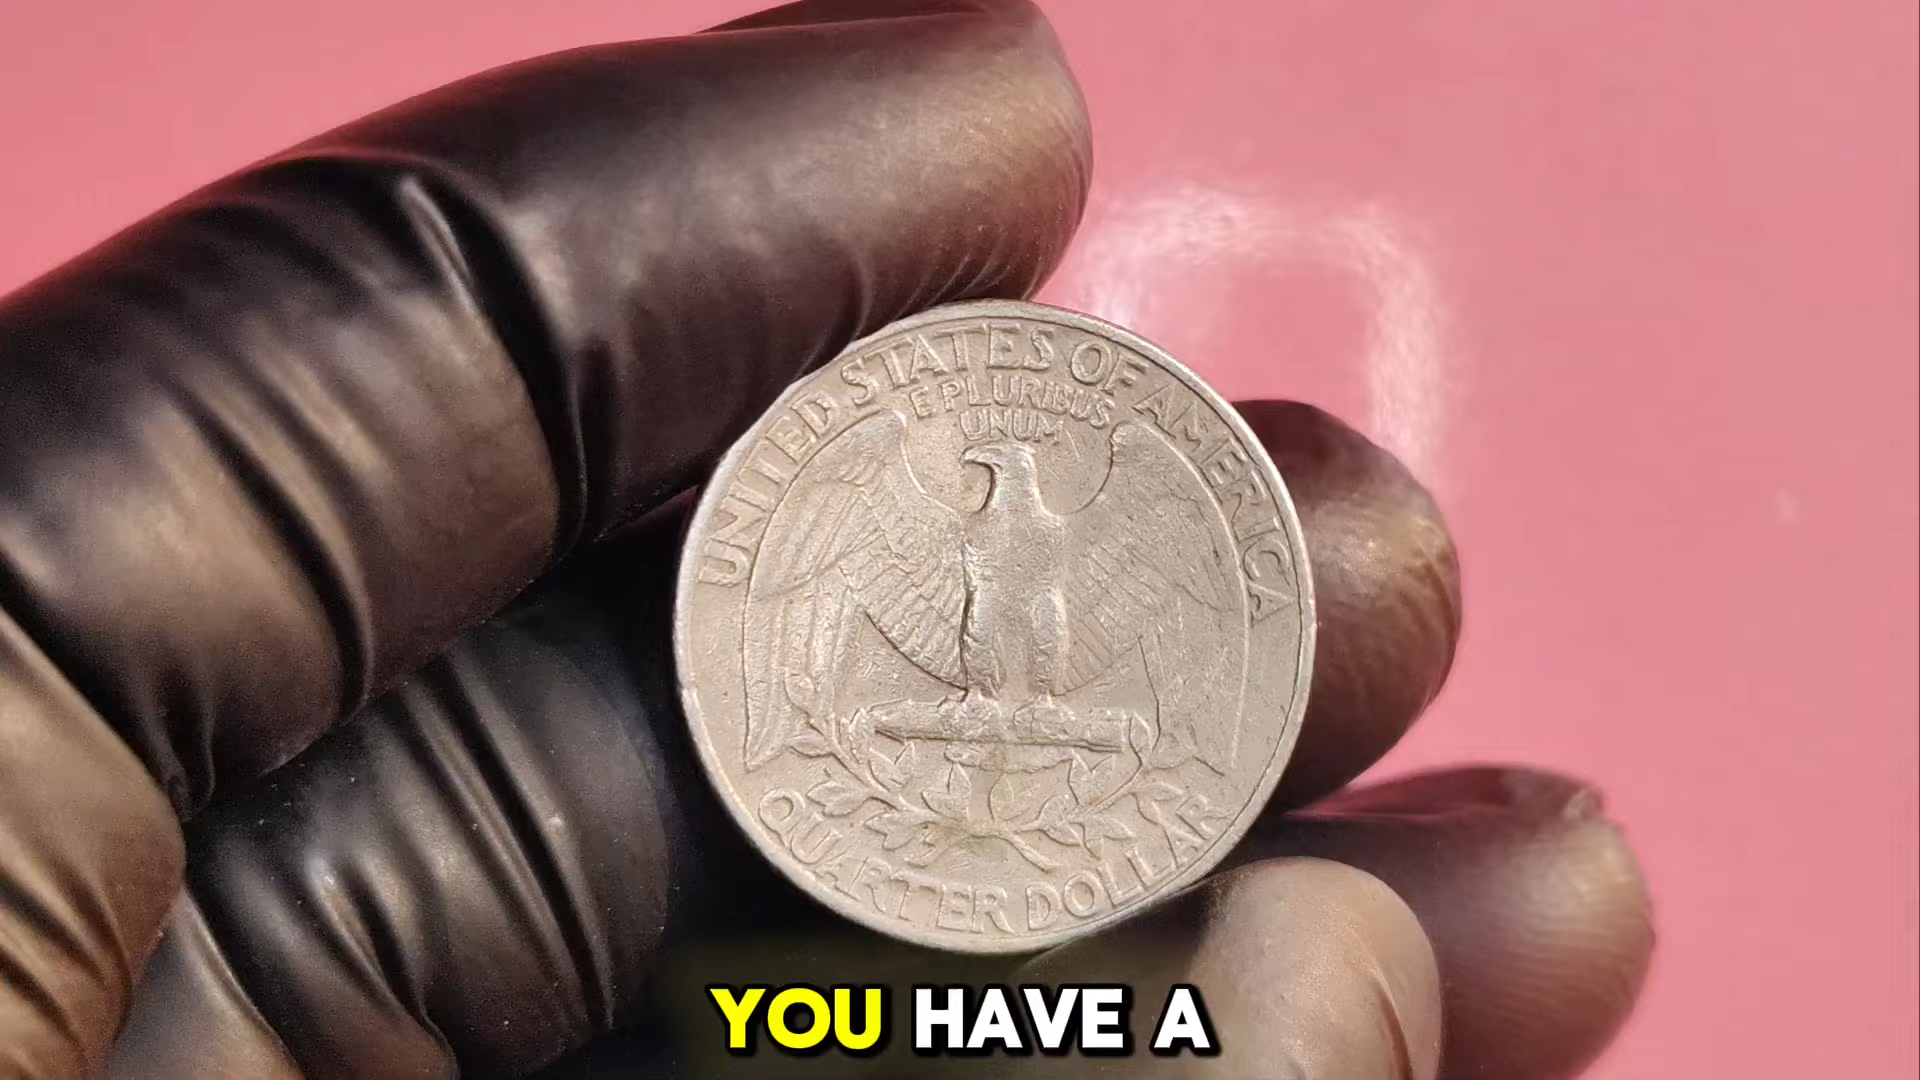 UNITED STATES OF AMERICA
E PLURIBUS
UNUM
QUARTER DOLLAR
YOU HAVE A